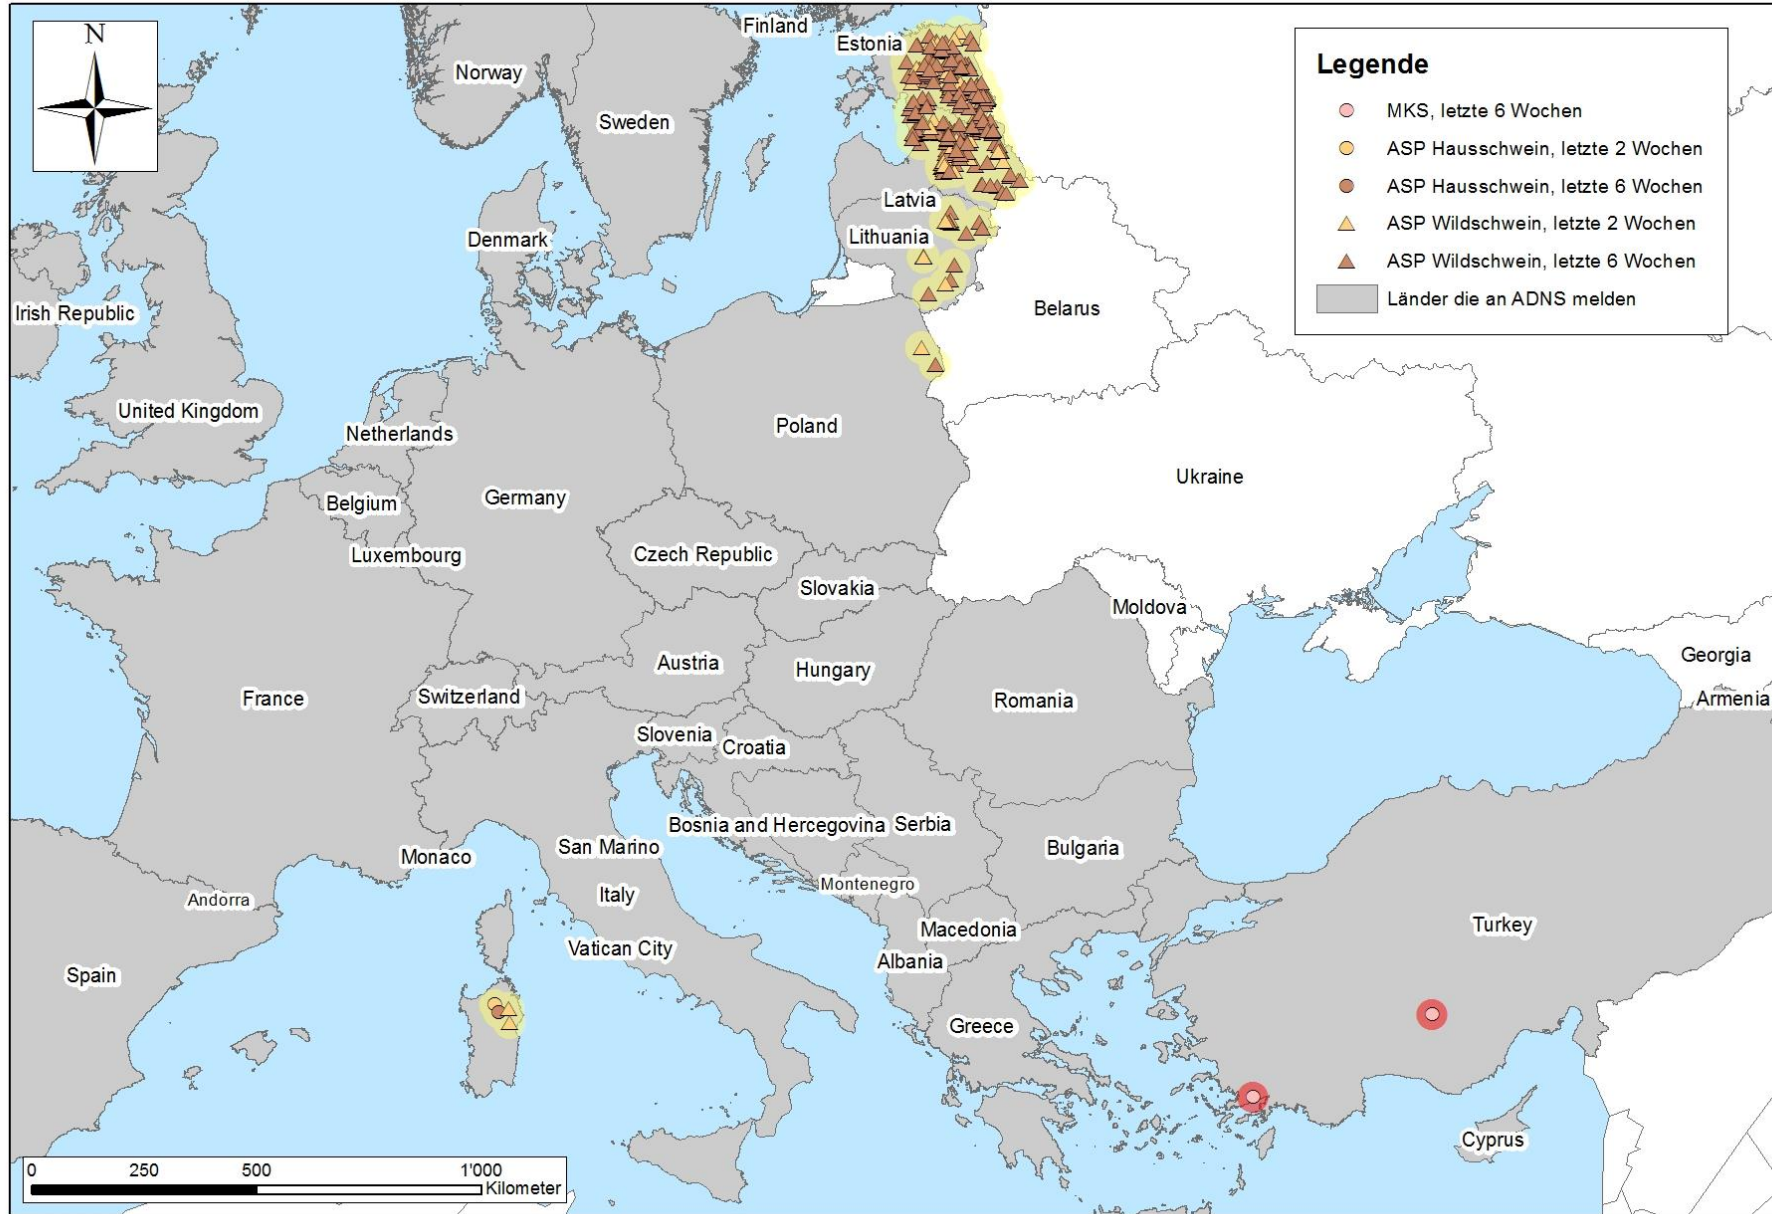 N
Finland
Estonia
Norway
Sweden
Latvia
Denmark
Lithuania
Irish Republic
Belarus
United Kingdom
Netherlands
Poland
Ukraine
Belgium
Germany
Luxembourg
Czech Republic
Slovakia
Moldova
Austria
Hungary
Georgia
France
Switzerland
Romania
Armenia
Slovenia
Croatia
Bosnia and Hercegovina
Serbia
San Marino
Bulgaria
Monaco
Montenegro
Andorra
Italy
Macedonia
Turkey
Vatican City
Albania
Spain
Greece
Cyprus
Legende
MKS, letzte 6 Wochen
ASP Hausschwein, letzte 2 Wochen
ASP Hausschwein, letzte 6 Wochen
ASP Wildschwein, letzte 2 Wochen
ASP Wildschwein, letzte 6 Wochen
Länder die an ADNS melden
0 250 500 1'000
Kilometer